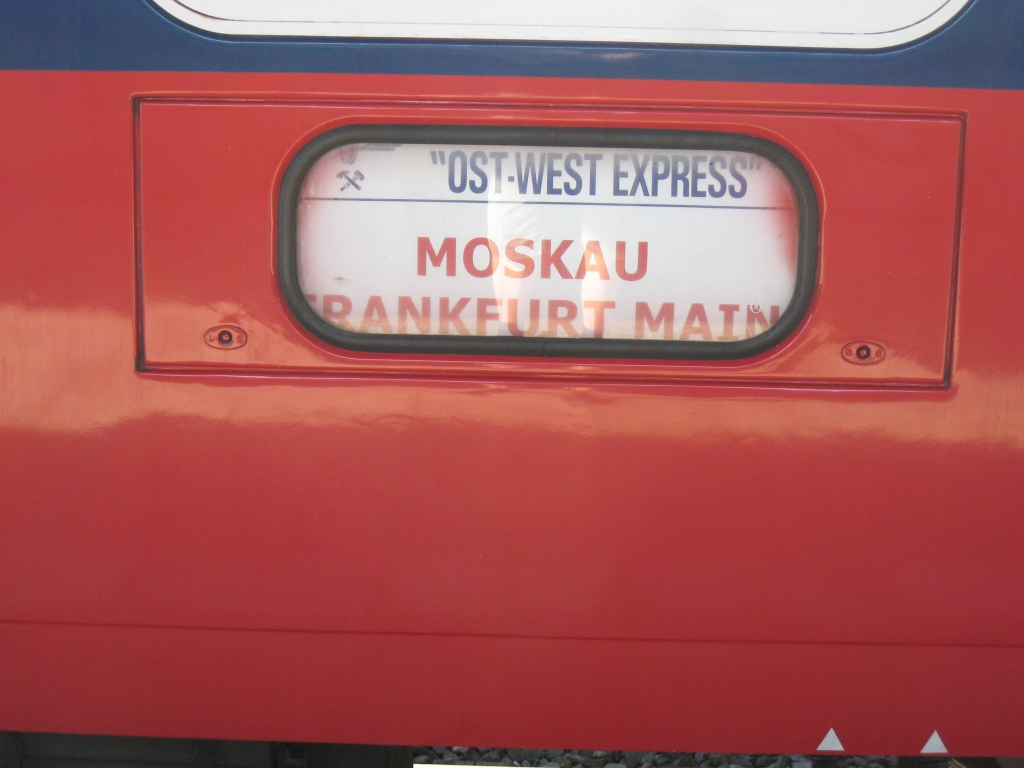 "OST-WEST EXPRESS"
MOSKAU
FRANKFURT MAIN